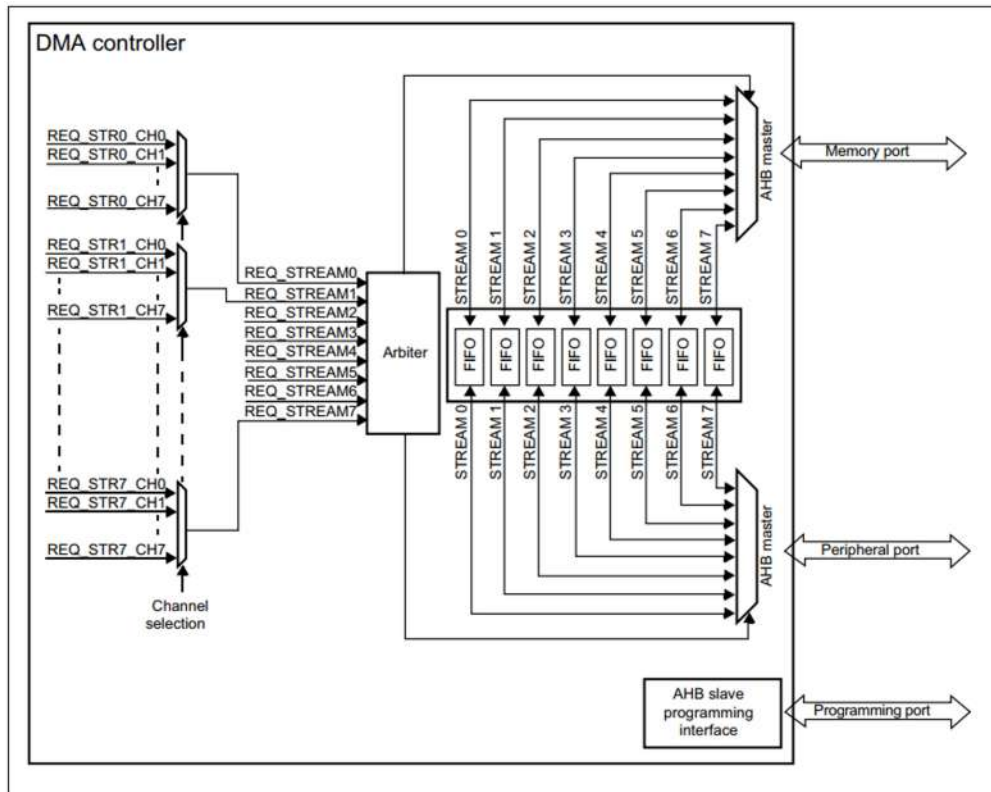 DMA controller
REQ_STR0_CH0
REQ_STR0_CH1
REQ_STR0_CH7
REQ_STR1_CH0
REQ_STR1_CH1
REQ_STR1_CH7
REQ_STR7_CH0
REQ_STR7_CH1
REQ_STR7_CH7
Channel
selection
REQ_STREAM0
REQ_STREAM1
REQ_STREAM2
REQ_STREAM3
REQ_STREAM4
REQ_STREAM5
REQ_STREAM6
REQ_STREAM7
Arbiter
STREAM 0
STREAM 1
STREAM 2
STREAM 3
STREAM 4
STREAM 5
STREAM 6
STREAM 7
FIFO
FIFO
FIFO
FIFO
FIFO
FIFO
FIFO
FIFO
STREAM 0
STREAM 1
STREAM 2
STREAM 3
STREAM 4
STREAM 5
STREAM 6
STREAM 7
AHB master
Memory port
AHB master
Peripheral port
AHB slave
programming
interface
Programming port